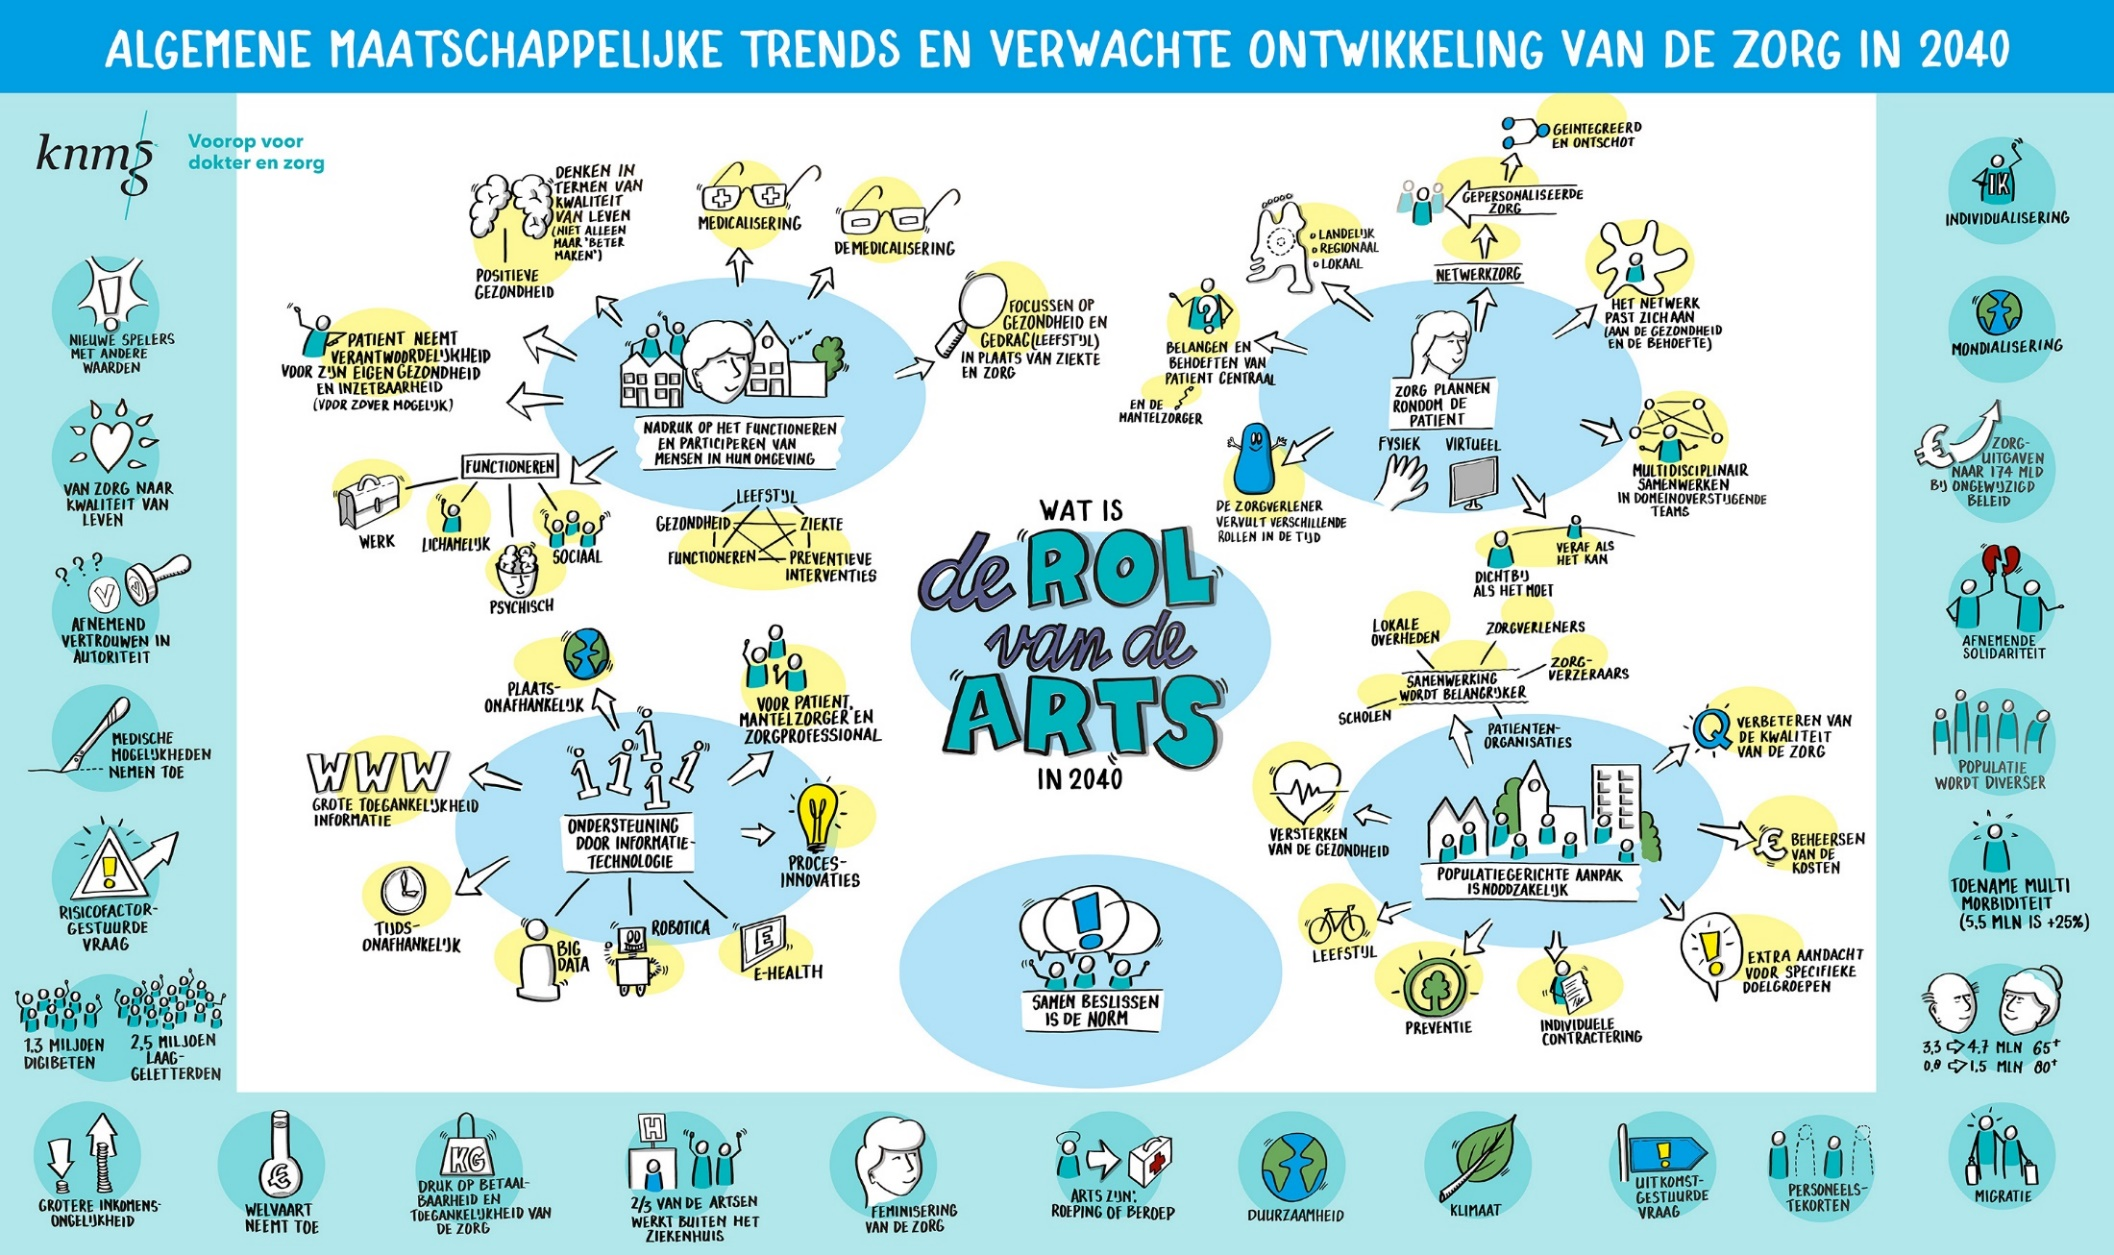 ALGEMENE MAATSCHAPPELIJKE TRENDS EN VERWACHTE ONTWIKKELING VAN DE ZORG IN 2040
knmg
Voorop voor
dokter en zorg
NIEUWE SPELERS
MET ANDERE
WAARDEN
VAN ZORG NAAR
KWALITEIT VAN
LEVEN
???
AFNEMEND
VERTROUWEN IN
AUTORITEIT
MEDISCHE
MOGELIJKHEDEN
NEMEN TOE
RISICOFACTOR-
GESTUURDE
VRAAG
1.3 MILJOEN
DIGIBETEN
2,5 MILJOEN
LAAG-
GELETTERDEN
DENKEN IN
TERMEN VAN
KWALITEIT
VAN LEVEN
(NIET ALLEEN
MAAR 'BETER
MAKEN')
POSITIEVE
GEZONDHEID
MEDICALISERING
DEMEDICALISERING
PATIENT NEEMT
VERANTWOORDELIJKHEID
VOOR ZIJN EIGEN GEZONDHEID
EN INZETBAARHEID
(VOOR ZOVER MOGELIJK)
FOCUSSEN OP
GEZONDHEID EN
GEDRAG (LEEFSTIJL)
IN PLAATS VAN ZIEKTE
EN ZORG
NADRUK OP HET FUNCTIONEREN
EN PARTICIPEREN VAN
MENSEN IN HUN OMGEVING
FUNCTIONEREN
WERK
LICHAMELIJK
PSYCHISCH
SOCIAAL
LEEFSTIJL
GEZONDHEID
ZIEKTE
FUNCTIONEREN
PREVENTIEVE
INTERVENTIES
GEINTEGREERD
EN ONTSCHOT
GEPERSONALISEERDE
ZORG
NETWERKZORG
LANDELIJK
REGIONAAL
LOKAAL
HET NETWERK
PAST ZICH AAN
(AAN DE GEZONDHEID
EN DE BEHOEFTE)
?
BELANGEN EN
BEHOEFTEN VAN
PATIENT CENTRAAL
EN DE
MANTELZORGER
ZORG PLANNEN
RONDOM DE
PATIENT
FYSIEK
VIRTUEEL
MULTIDISCIPLINAIR
SAMENWERKEN
IN DOMEINOVERSTIJGENDE
TEAMS
DE ZORGVERLENER
VERVULT VERSCHILLENDE
ROLLEN IN DE TIJD
VERAF ALS
HET KAN
DICHTBIJ
ALS HET MOET
WAT IS
de ROL
van de
ARTS
IN 2040
PLAATS-
ONAFHANKELIJK
VOOR PATIENT,
MANTELZORGER EN
ZORGPROFESSIONAL
WWW
GROTE TOEGANKELIJKHEID
INFORMATIE
i i i i i
ONDERSTEUNING
DOOR INFORMATIE-
TECHNOLOGIE
PROCES-
INNOVATIES
TIJDS-
ONAFHANKELIJK
BIG
DATA
ROBOTICA
E
E-HEALTH
SAMEN BESLISSEN
IS DE NORM
LOKALE
OVERHEDEN
ZORGVERLENERS
ZORG-
VERZERAARS
SAMENWERKING
WORDT BELANGRIJKER
SCHOLEN
PATIENTEN-
ORGANISATIES
Q
VERBETEREN VAN
DE KWALITEIT
VAN DE ZORG
VERSTERKEN
VAN DE GEZONDHEID
POPULATIEGERICHTE AANPAK
IS NOODZAKELIJK
€
BEHEERSEN
VAN DE
KOSTEN
LEEFSTIJL
PREVENTIE
INDIVIDUELE
CONTRACTERING
EXTRA AANDACHT
VOOR SPECIFIEKE
DOELGROEPEN
IK
INDIVIDUALISERING
MONDIALISERING
€
ZORG-
UITGAVEN
NAAR 174 MLD
BIJ ONGEWIJZIGD
BELEID
AFNEMENDE
SOLIDARITEIT
POPULATIE
WORDT DIVERSER
TOENAME MULTI
MORBIDITEIT
(5,5 MLN IS +25%)
3,3 ⇨ 4,7 MLN 65+
0,8 ⇨ 1,5 MLN 80+
GROTERE INKOMENS-
ONGELIJKHEID
€
WELVAART
NEEMT TOE
KG
DRUK OP BETAAL-
BAARHEID EN
TOEGANKELIJKHEID VAN
DE ZORG
H
2/3 VAN DE ARTSEN
WERKT BUITEN HET
ZIEKENHUIS
FEMINISERING
VAN DE ZORG
ARTS ZIJN:
ROEPING OF BEROEP
DUURZAAMHEID
KLIMAAT
UITKOMST-
GESTUURDE
VRAAG
PERSONEELS-
TEKORTEN
MIGRATIE